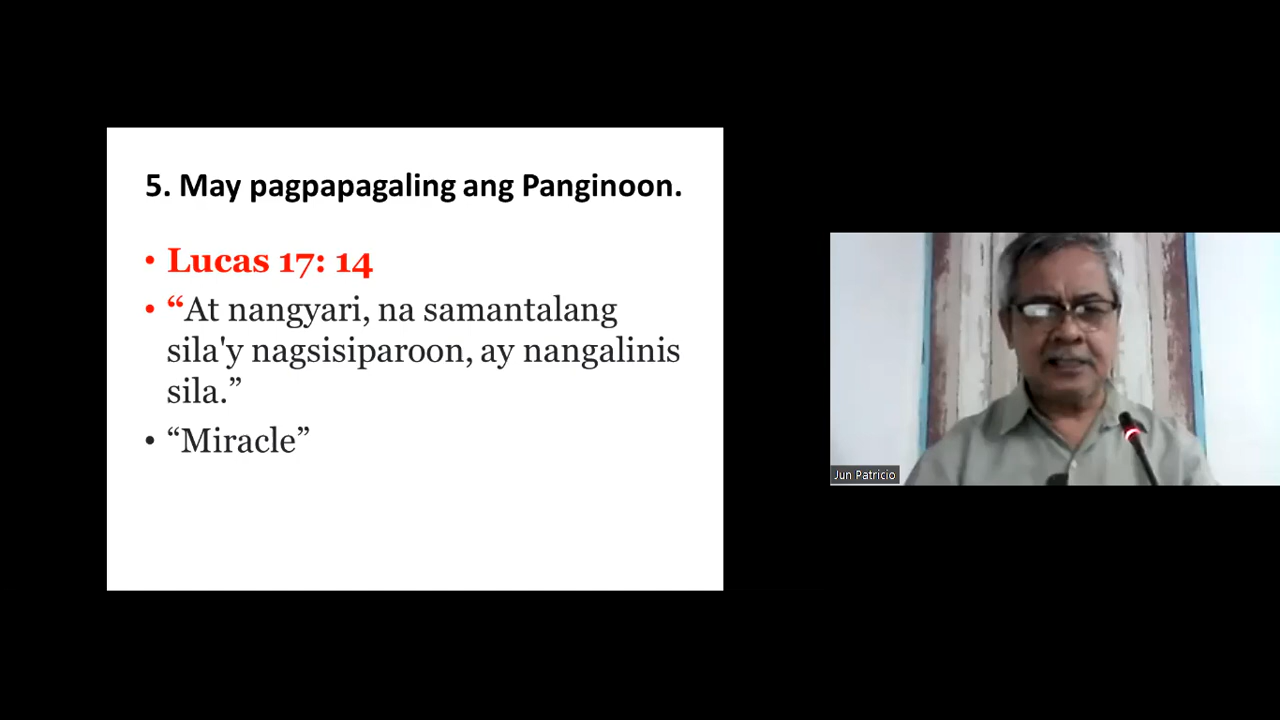 5. May pagpapagaling ang Panginoon.
• Lucas 17: 14
• “At nangyari, na samantalang
sila'y nagsisiparoon, ay nangalinis
sila.”
• “Miracle”
Jun Patricio